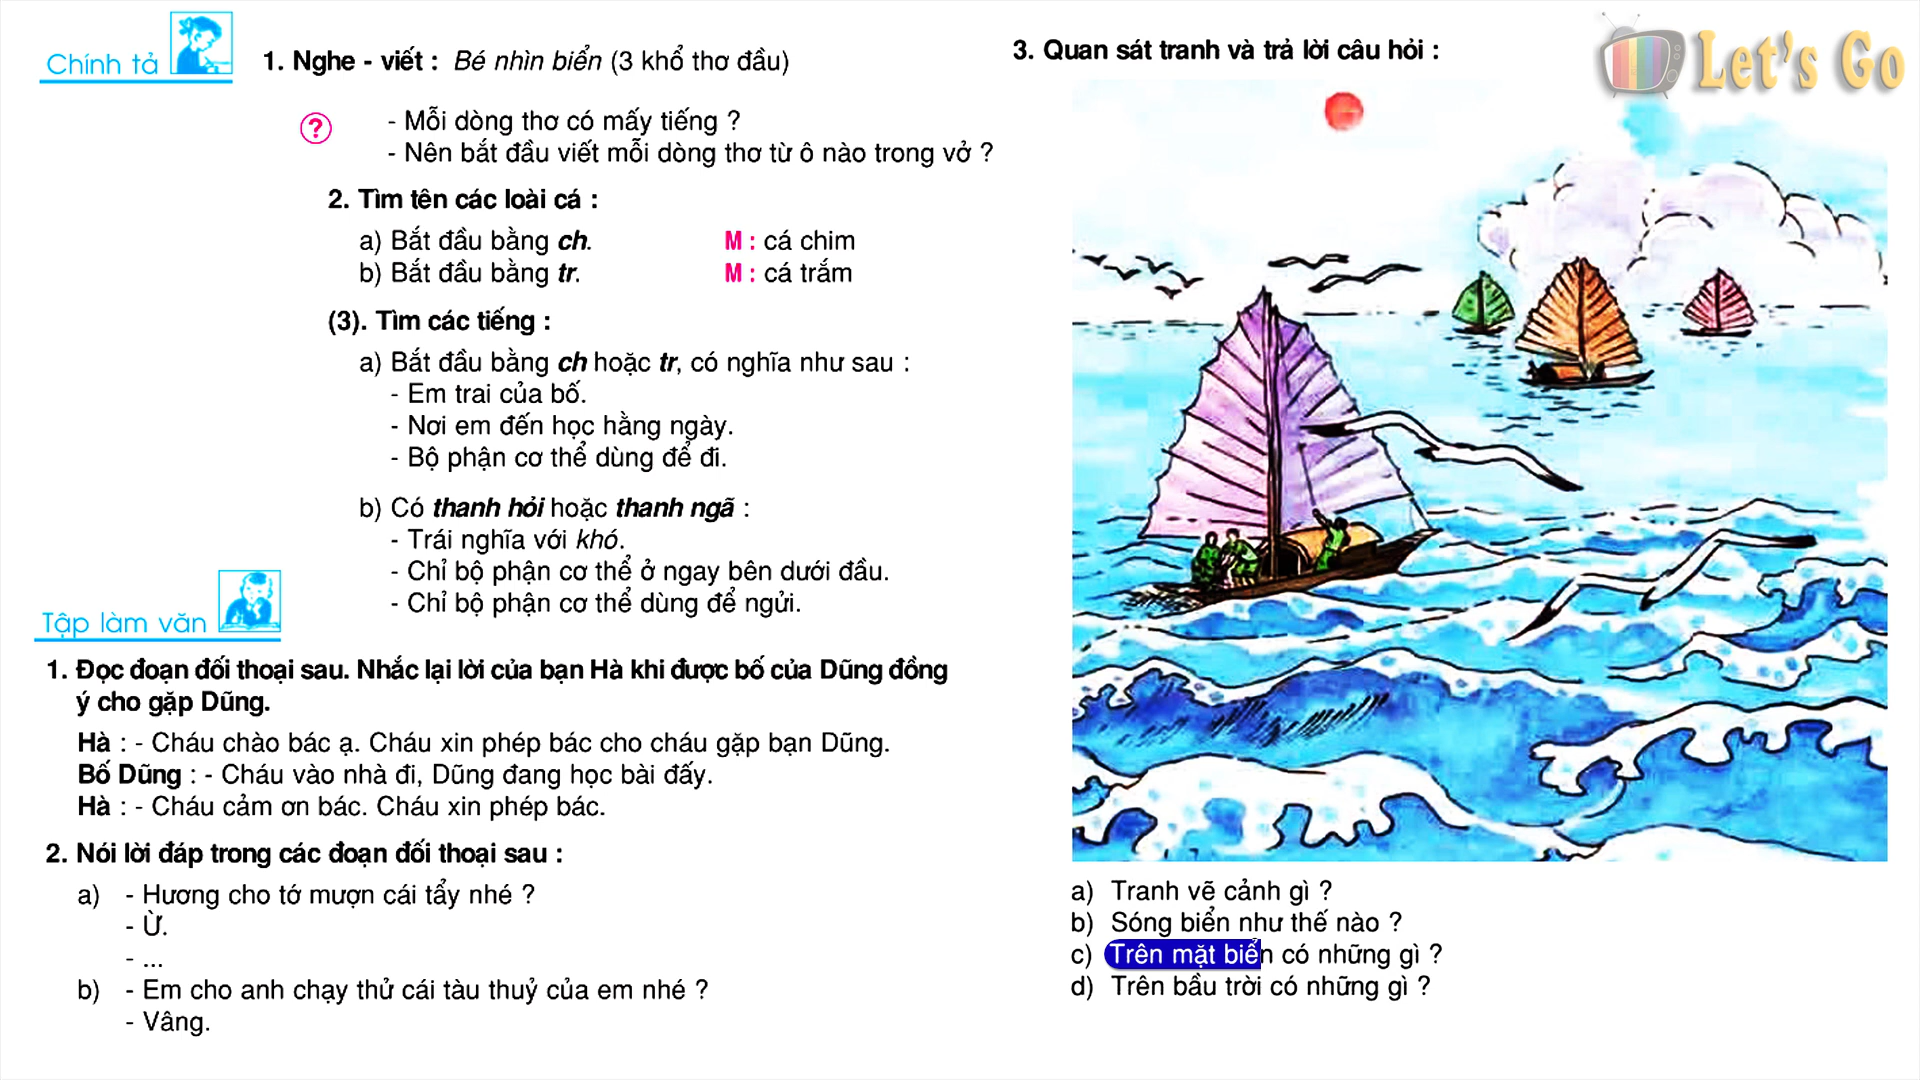 Chính tả
1. Nghe - viết : Bé nhìn biển (3 khổ thơ đầu)
?
- Mỗi dòng thơ có mấy tiếng ?
- Nên bắt đầu viết mỗi dòng thơ từ ô nào trong vở ?
2. Tìm tên các loài cá :
a) Bắt đầu bằng ch. M : cá chim
b) Bắt đầu bằng tr. M : cá trắm
(3). Tìm các tiếng :
a) Bắt đầu bằng ch hoặc tr, có nghĩa như sau :
- Em trai của bố.
- Nơi em đến học hằng ngày.
- Bộ phận cơ thể dùng để đi.
b) Có thanh hỏi hoặc thanh ngã :
- Trái nghĩa với khó.
- Chỉ bộ phận cơ thể ở ngay bên dưới đầu.
- Chỉ bộ phận cơ thể dùng để ngửi.
Tập làm văn
1. Đọc đoạn đối thoại sau. Nhắc lại lời của bạn Hà khi được bố của Dũng đồng
ý cho gặp Dũng.
Hà : - Cháu chào bác ạ. Cháu xin phép bác cho cháu gặp bạn Dũng.
Bố Dũng : - Cháu vào nhà đi, Dũng đang học bài đấy.
Hà : - Cháu cảm ơn bác. Cháu xin phép bác.
2. Nói lời đáp trong các đoạn đối thoại sau :
a) - Hương cho tớ mượn cái tẩy nhé ?
- Ừ.
- ...
b) - Em cho anh chạy thử cái tàu thuỷ của em nhé ?
- Vâng.
3. Quan sát tranh và trả lời câu hỏi :
Let's Go
a) Tranh vẽ cảnh gì ?
b) Sóng biển như thế nào ?
c) Trên mặt biển có những gì ?
d) Trên bầu trời có những gì ?